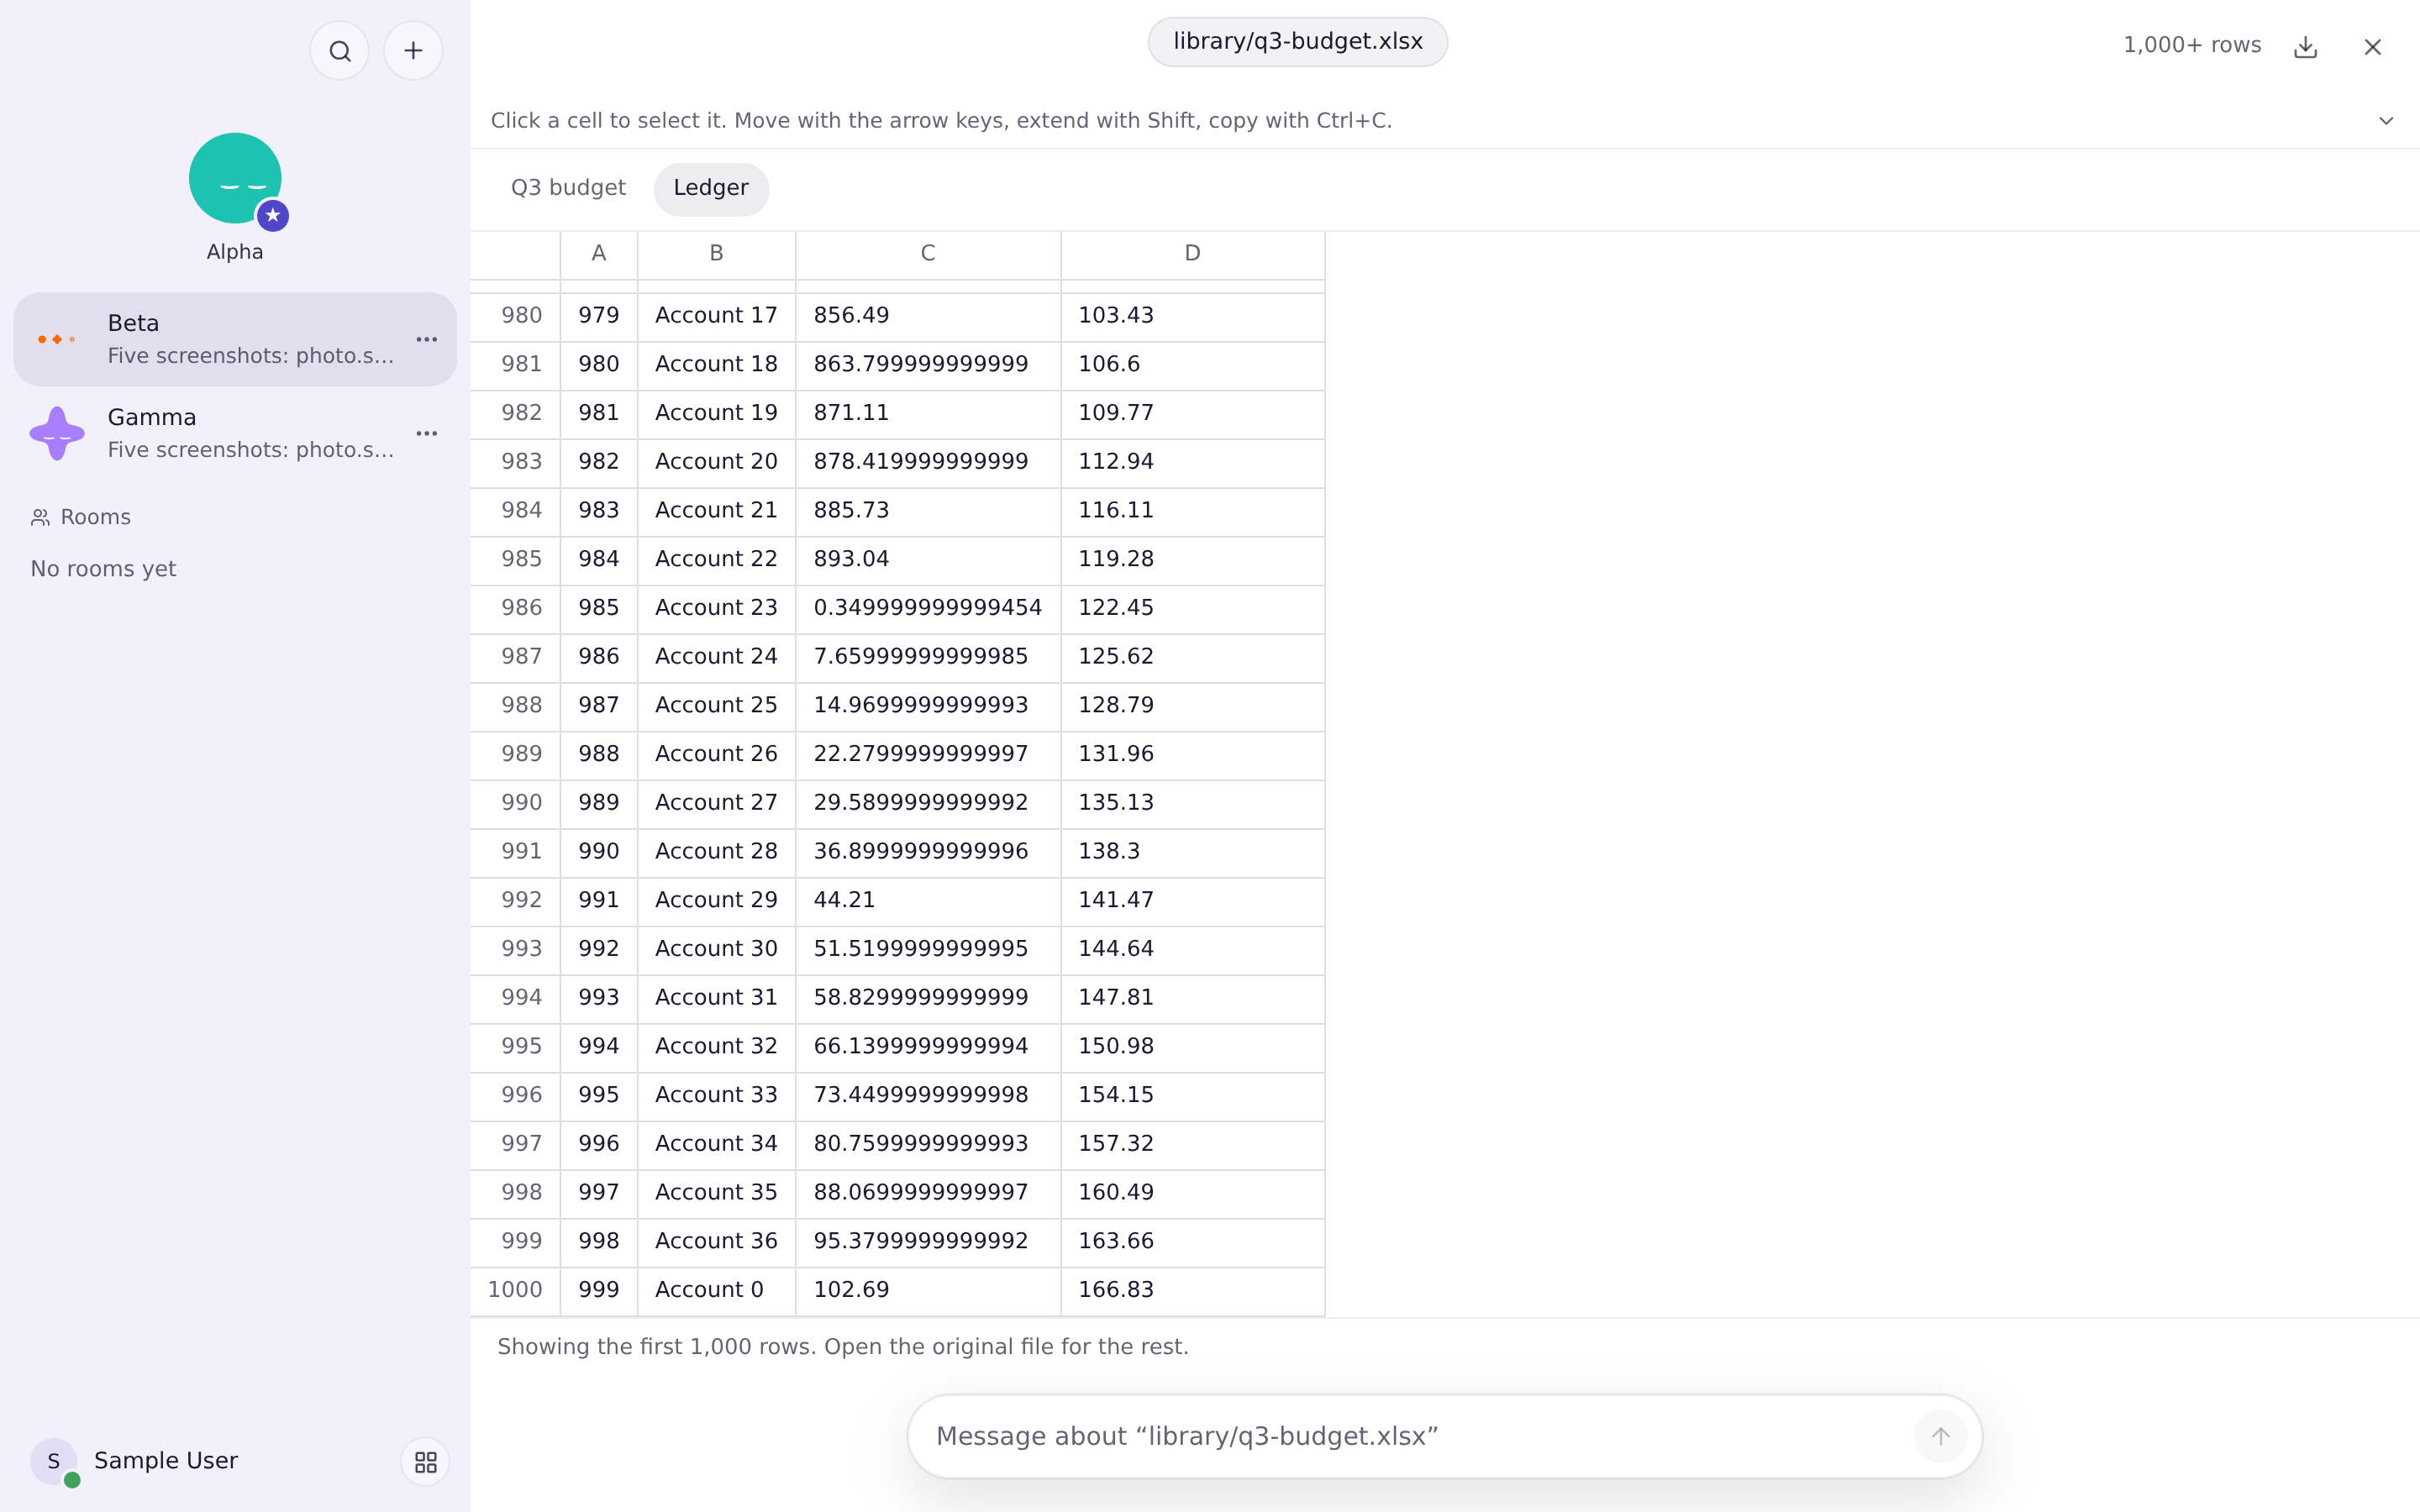 library/q3-budget.xlsx
1,000+ rows
Click a cell to select it. Move with the arrow keys, extend with Shift, copy with Ctrl+C.
Alpha
Beta
Five screenshots: photo.s…
Gamma
Five screenshots: photo.s…
Rooms
No rooms yet
S Sample User
Q3 budget Ledger
A B C D
980 979 Account 17 856.49 103.43
981 980 Account 18 863.799999999999 106.6
982 981 Account 19 871.11 109.77
983 982 Account 20 878.419999999999 112.94
984 983 Account 21 885.73 116.11
985 984 Account 22 893.04 119.28
986 985 Account 23 0.349999999999454 122.45
987 986 Account 24 7.65999999999985 125.62
988 987 Account 25 14.9699999999993 128.79
989 988 Account 26 22.2799999999997 131.96
990 989 Account 27 29.5899999999992 135.13
991 990 Account 28 36.8999999999996 138.3
992 991 Account 29 44.21 141.47
993 992 Account 30 51.5199999999995 144.64
994 993 Account 31 58.8299999999999 147.81
995 994 Account 32 66.1399999999994 150.98
996 995 Account 33 73.4499999999998 154.15
997 996 Account 34 80.7599999999993 157.32
998 997 Account 35 88.0699999999997 160.49
999 998 Account 36 95.3799999999992 163.66
1000 999 Account 0 102.69 166.83
Showing the first 1,000 rows. Open the original file for the rest.
Message about “library/q3-budget.xlsx”